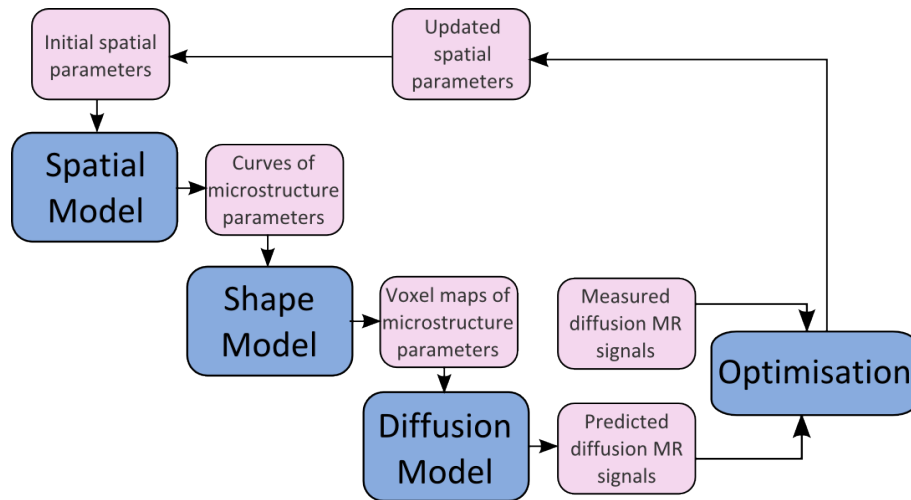 Initial spatial
parameters
Updated
spatial
parameters
Spatial
Model
Curves of
microstructure
parameters
Shape
Model
Voxel maps of
microstructure
parameters
Measured
diffusion MR
signals
Optimisation
Diffusion
Model
Predicted
diffusion MR
signals